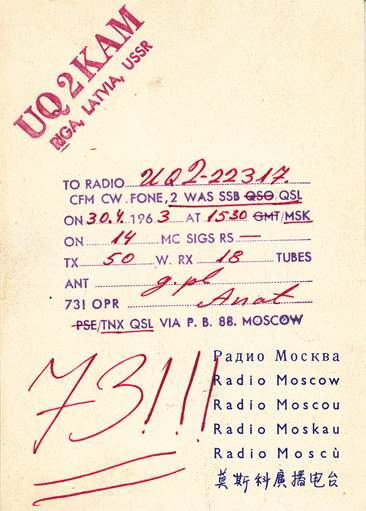 UQ2KAM
RIGA, LATVIA, USSR
TO RADIO UQ2-22317.
CFM CW. FONE, 2 WAS SSB QSO/QSL
ON 30.4. 1963 AT 1530 GMT/MSK
ON 14 MC SIGS RS —
TX 50 W. RX 18 TUBES
ANT g.pl
73! OPR Anat
PSE/TNX QSL VIA P. B. 88. MOSCOW
73!!!
Радио Москва
Radio Moscow
Radio Moscou
Radio Moskau
Radio Moscù
莫斯科廣播电台